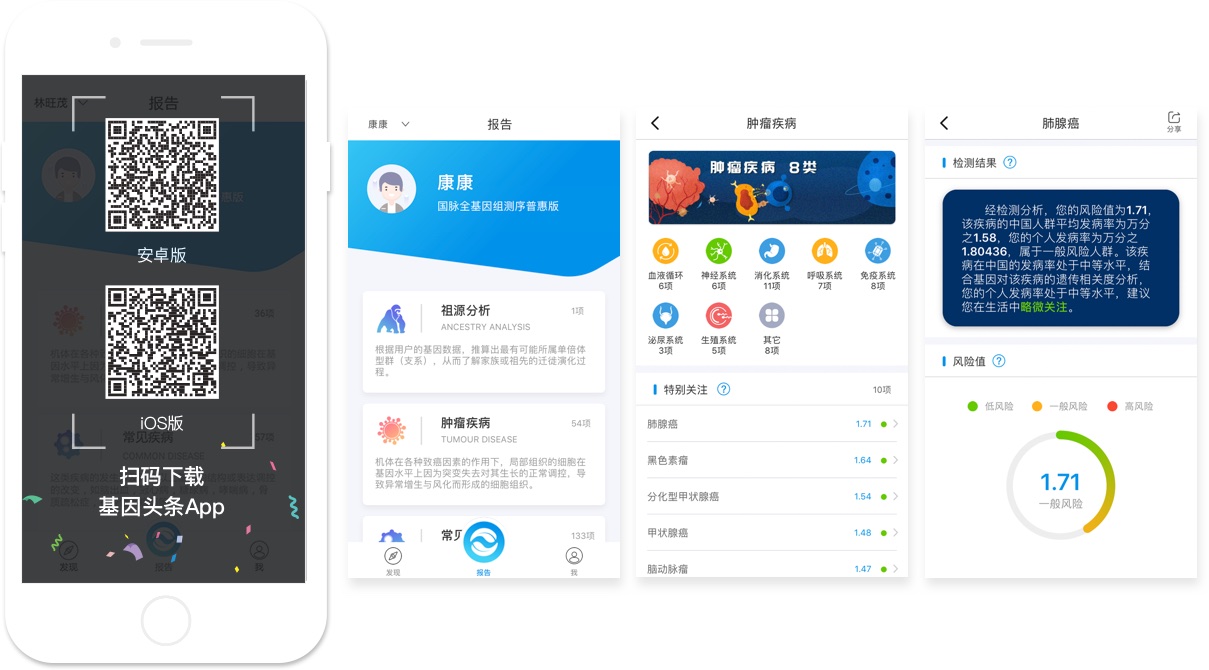 林旺茂
报告
安卓版
iOS版
扫码下载
基因头条App
36项
常见疾病
COMMON DISEASE
57项
发现
报告
我
康康
报告
康康
国脉全基因组测序普惠版
祖源分析
1项
ANCESTRY ANALYSIS
根据用户的基因数据，推算出最有可能所属单倍体
型群（支系），从而了解家族或祖先的迁徙演化过
程。
肿瘤疾病
54项
TUMOUR DISEASE
机体在各种致癌因素的作用下，局部组织的细胞在
基因水平上因为突变失去对其生长的正常调控，导
致异常增生与风化而形成的细胞组织。
常见
133项
发现
报告
我
肿瘤疾病
肿瘤疾病 8类
血液循环
6项
神经系统
6项
消化系统
11项
呼吸系统
7项
免疫系统
8项
泌尿系统
3项
生殖系统
5项
其它
8项
特别关注
10项
肺腺癌
1.71
黑色素瘤
1.64
分化型甲状腺癌
1.54
甲状腺癌
1.48
脑动脉瘤
1.47
肺腺癌
分享
检测结果
经检测分析，您的风险值为1.71，
该疾病的中国人群平均发病率为万分
之1.58，您的个人发病率为万分之
1.80436，属于一般风险人群。该疾
病在中国的发病率处于中等水平，结
合基因对该疾病的遗传相关度分析，
您的个人发病率处于中等水平，建议
您在生活中略微关注。
风险值
低风险
一般风险
高风险
1.71
一般风险